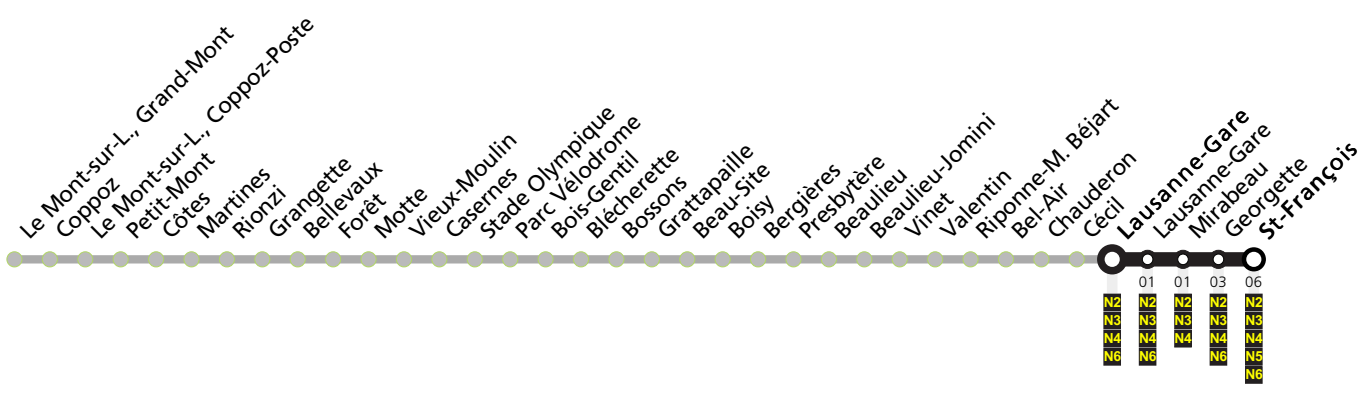 Le Mont-sur-L., Grand-Mont
Coppoz
Le Mont-sur-L., Coppoz-Poste
Petit-Mont
Côtes
Martines
Rionzi
Grangette
Bellevaux
Forêt
Motte
Vieux-Moulin
Casernes
Stade Olympique
Parc Vélodrome
Bois-Gentil
Blécherette
Bossons
Grattapaille
Beau-Site
Boisy
Bergières
Presbytère
Beaulieu
Beaulieu-Jomini
Vinet
Valentin
Riponne-M. Béjart
Bel-Air
Chauderon
Cécil
Lausanne-Gare
Lausanne-Gare
Mirabeau
Georgette
St-François
01 01 03 06
N2 N2 N2 N2 N2
N3 N3 N3 N3 N3
N4 N4 N4 N4 N4
N6 N6 N6 N5
N6